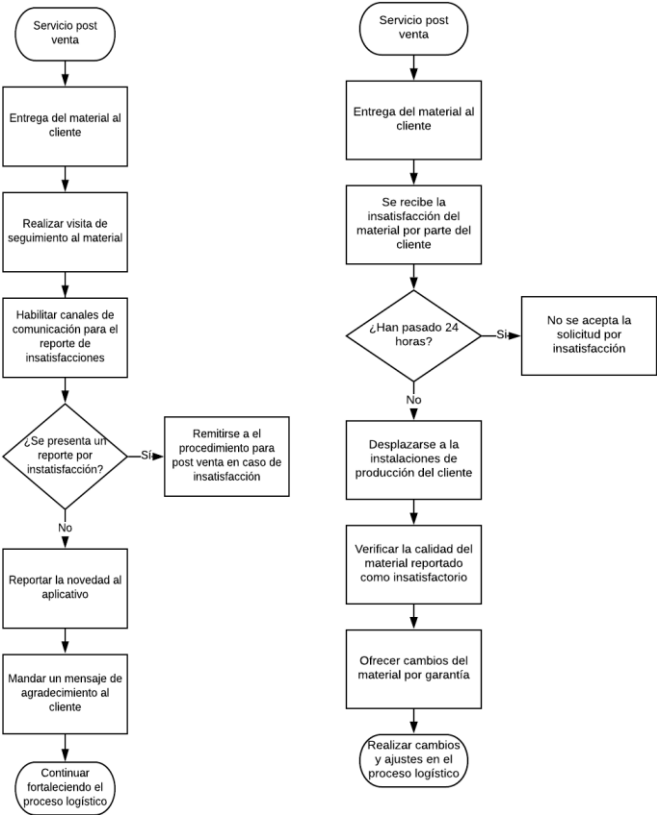 Servicio post
venta
Entrega del material al
cliente
Realizar visita de
seguimiento al material
Habilitar canales de
comunicación para el
reporte de
insatisfacciones
¿Se presenta un
reporte por
instatisfacción?
Sí
Remitirse a el
procedimiento para
post venta en caso de
insatisfacción
No
Reportar la novedad al
aplicativo
Mandar un mensaje de
agradecimiento al
cliente
Continuar
fortaleciendo el
proceso logístico
Servicio post
venta
Entrega del material al
cliente
Se recibe la
insatisfacción del
material por parte del
cliente
¿Han pasado 24
horas?
Sí
No se acepta la
solicitud por
insatisfacción
No
Desplazarse a la
instalaciones de
producción del cliente
Verificar la calidad del
material reportado
como insatisfactorio
Ofrecer cambios del
material por garantía
Realizar cambios
y ajustes en el
proceso logístico